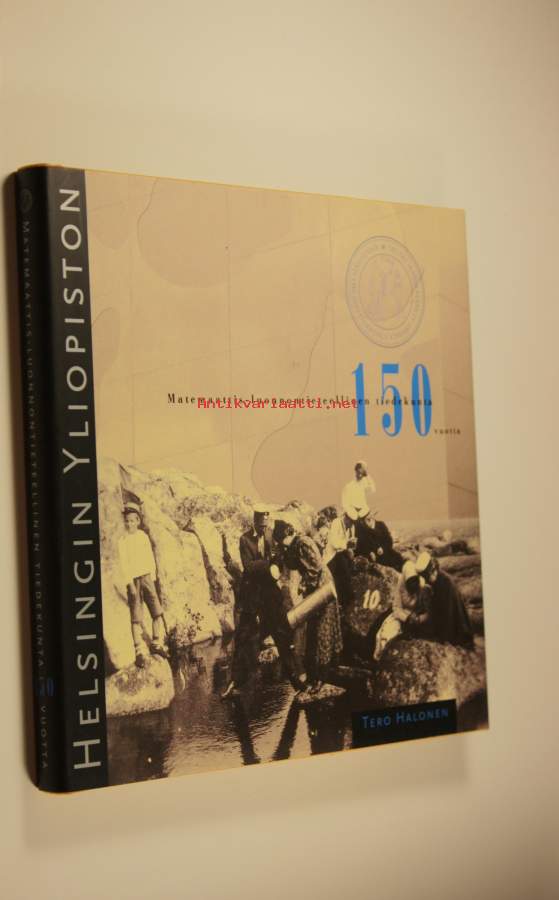 MATEMAATTIS-LUONNONTIETEELLINEN TIEDEKUNTA 150 VUOTTA
HELSINGIN YLIOPISTON
Matemaattis-luonnontieteellinen tiedekunta
150
vuotta
Antikvariaatti.net
10
TERO HALONEN